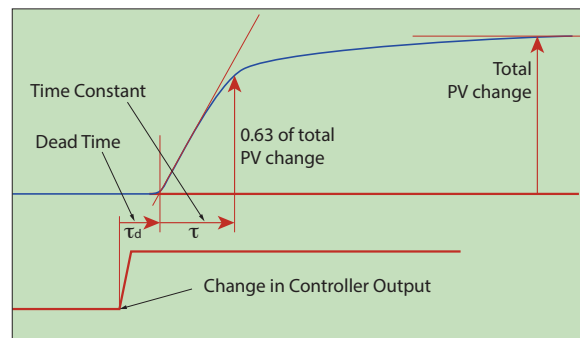 Time Constant
Dead Time
0.63 of total
PV change
Total
PV change
τd
τ
Change in Controller Output